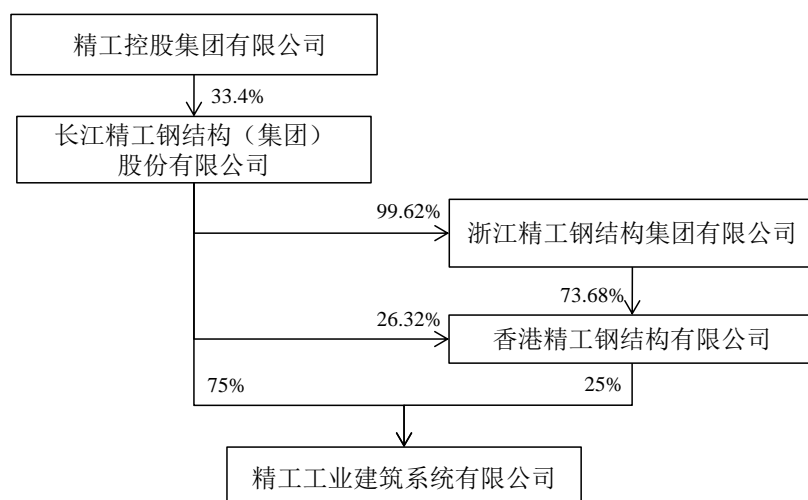 精工控股集团有限公司
33.4%
长江精工钢结构（集团）
股份有限公司
99.62%
浙江精工钢结构集团有限公司
73.68%
26.32%
香港精工钢结构有限公司
75%
25%
精工工业建筑系统有限公司